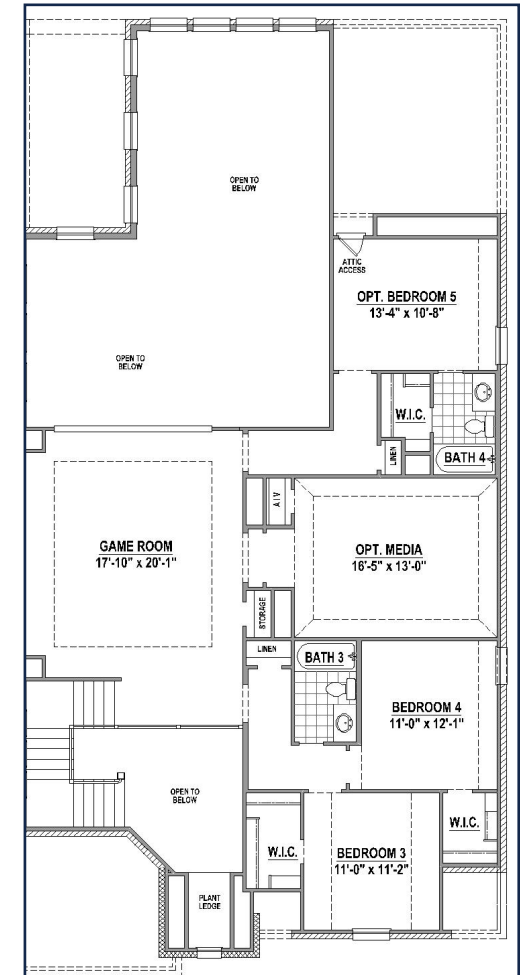 OPEN TO
BELOW
ATTIC
ACCESS
OPT. BEDROOM 5
13'-4" x 10'-8"
OPEN TO
BELOW
W.I.C.
LINEN
BATH 4
A/V
GAME ROOM
17'-10" x 20'-1"
OPT. MEDIA
16'-5" x 13'-0"
STORAGE
LINEN
BATH 3
BEDROOM 4
11'-0" x 12'-1"
OPEN TO
BELOW
W.I.C.
W.I.C.
BEDROOM 3
11'-0" x 11'-2"
PLANT
LEDGE